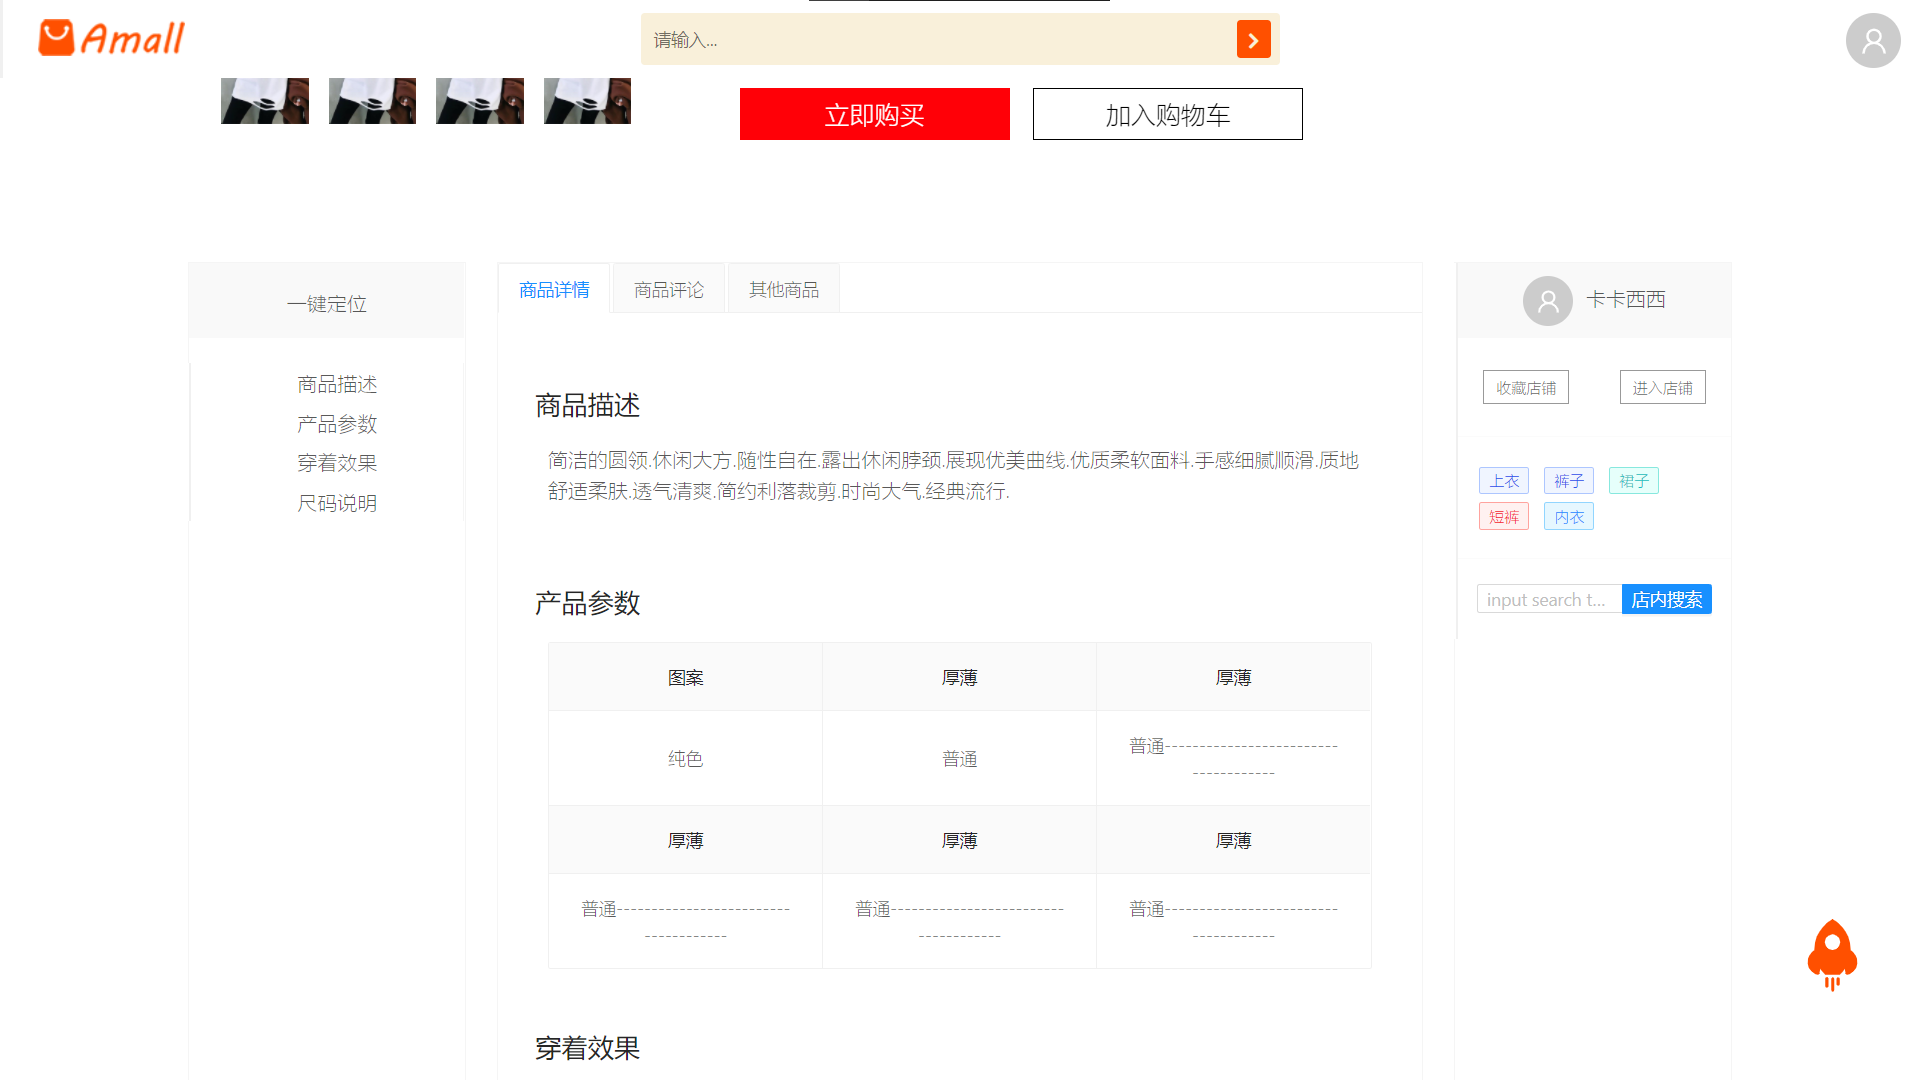 Amall
请输入...
立即购买
加入购物车
一键定位
商品描述
产品参数
穿着效果
尺码说明
商品详情
商品评论
其他商品
商品描述
简洁的圆领.休闲大方.随性自在.露出休闲脖颈.展现优美曲线.优质柔软面料.手感细腻顺滑.质地
舒适柔肤.透气清爽.简约利落裁剪.时尚大气.经典流行.
产品参数
图案 厚薄 厚薄
纯色 普通 普通-------------------------
------------
厚薄 厚薄 厚薄
普通------------------------- 普通------------------------- 普通-------------------------
------------ ------------ ------------
穿着效果
卡卡西西
收藏店铺
进入店铺
上衣 裤子 裙子
短裤 内衣
input search t...
店内搜索